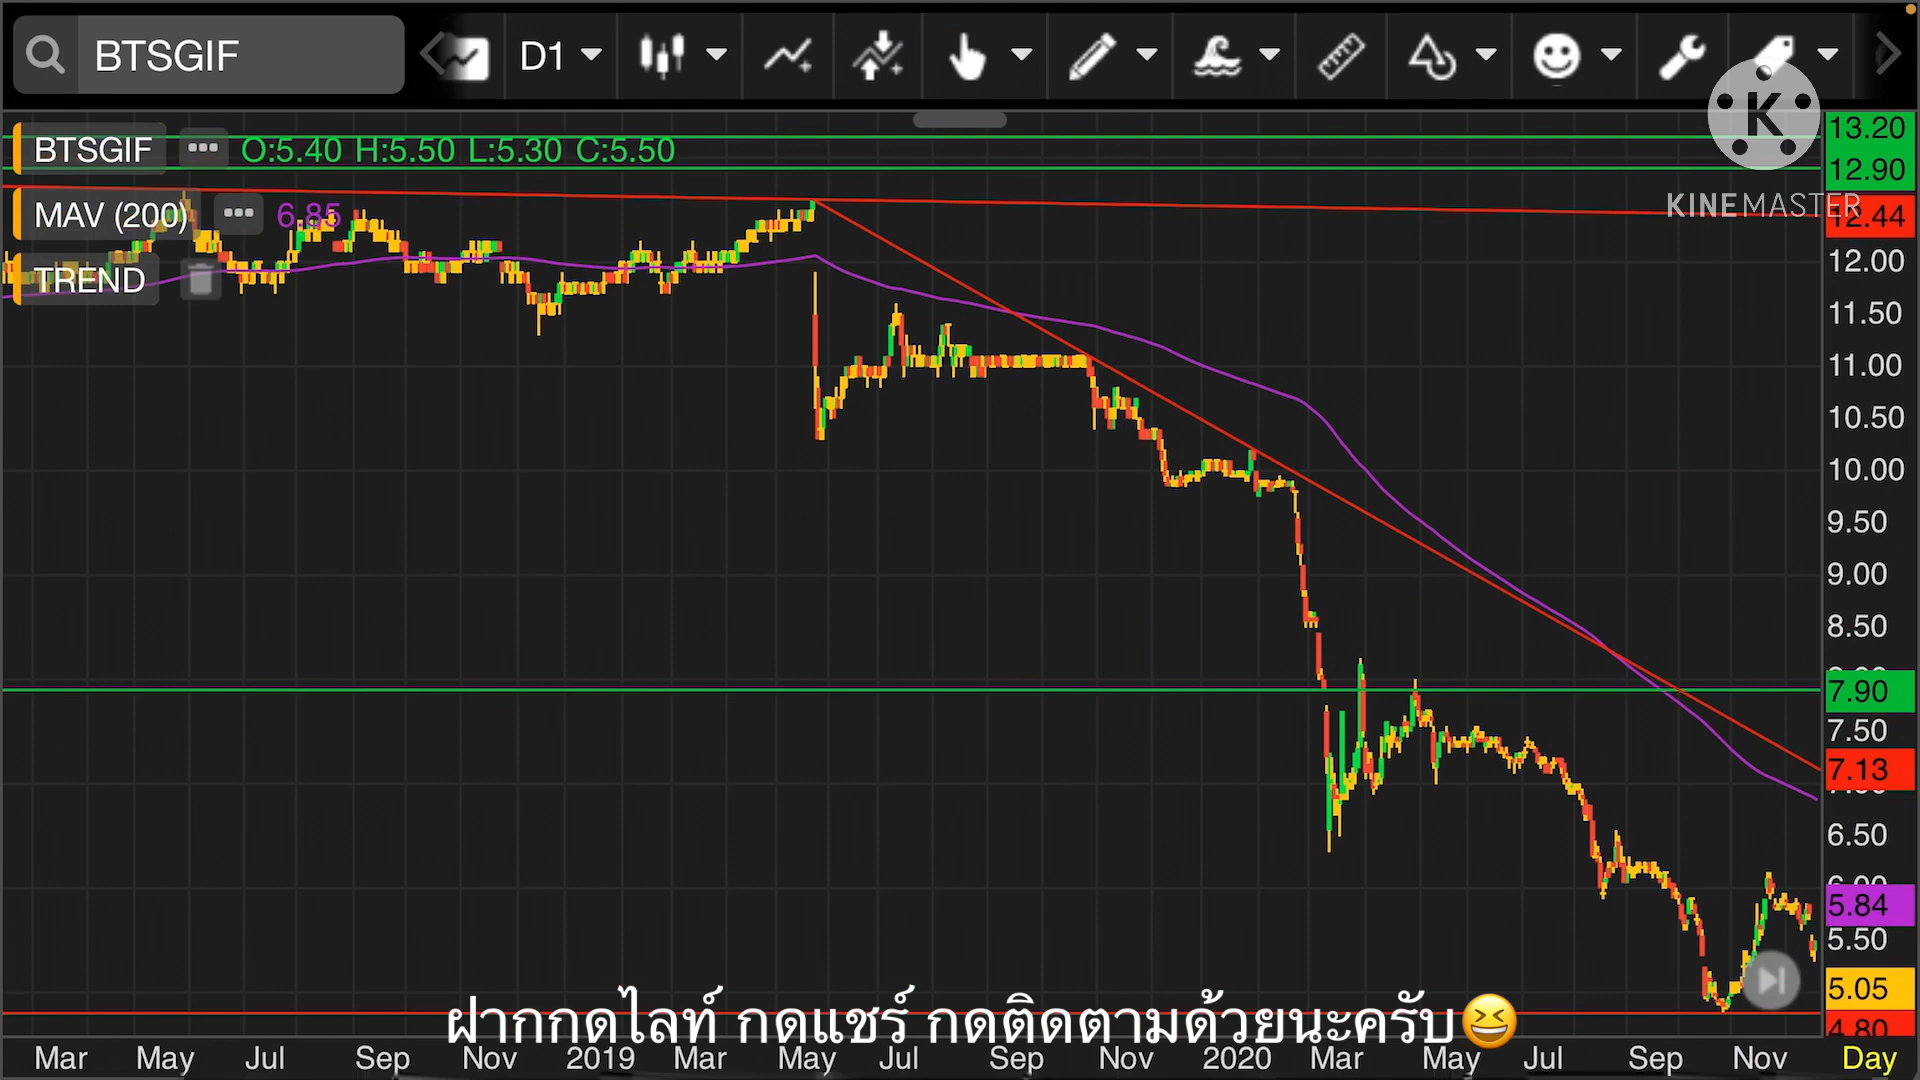 BTSGIF D1
BTSGIF O:5.40 H:5.50 L:5.30 C:5.50
MAV (200) 6.85
TREND
K
KINEMASTER
13.20
12.90
12.44
12.00
11.50
11.00
10.50
10.00
9.50
9.00
8.50
7.90
7.50
7.13
6.50
5.84
5.50
5.05
4.80
ฝากกดไลท์ กดแชร์ กดติดตามด้วยนะครับ😆
Mar May Jul Sep Nov 2019 Mar May Jul Sep Nov 2020 Mar May Jul Sep Nov Day